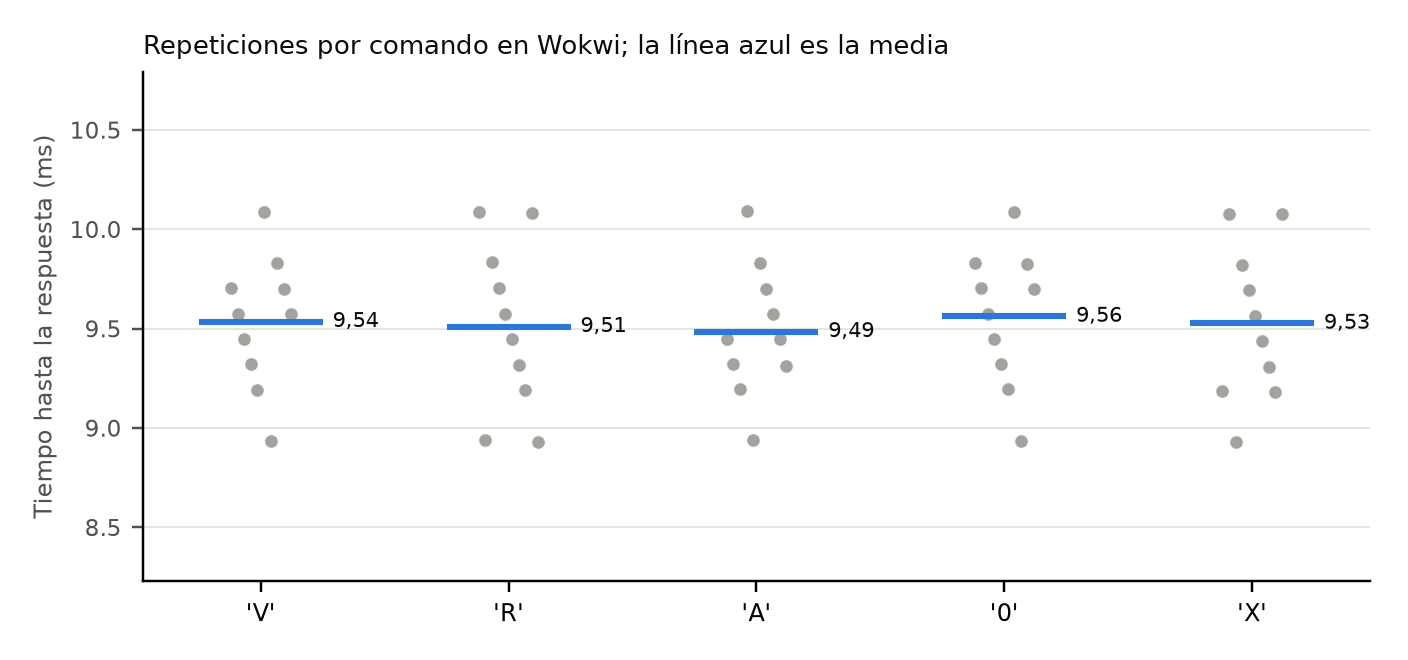 Repeticiones por comando en Wokwi; la línea azul es la media
Tiempo hasta la respuesta (ms)
10.5
10.0
9.5
9.0
8.5
9,54
9,51
9,49
9,56
9,53
'V'
'R'
'A'
'0'
'X'